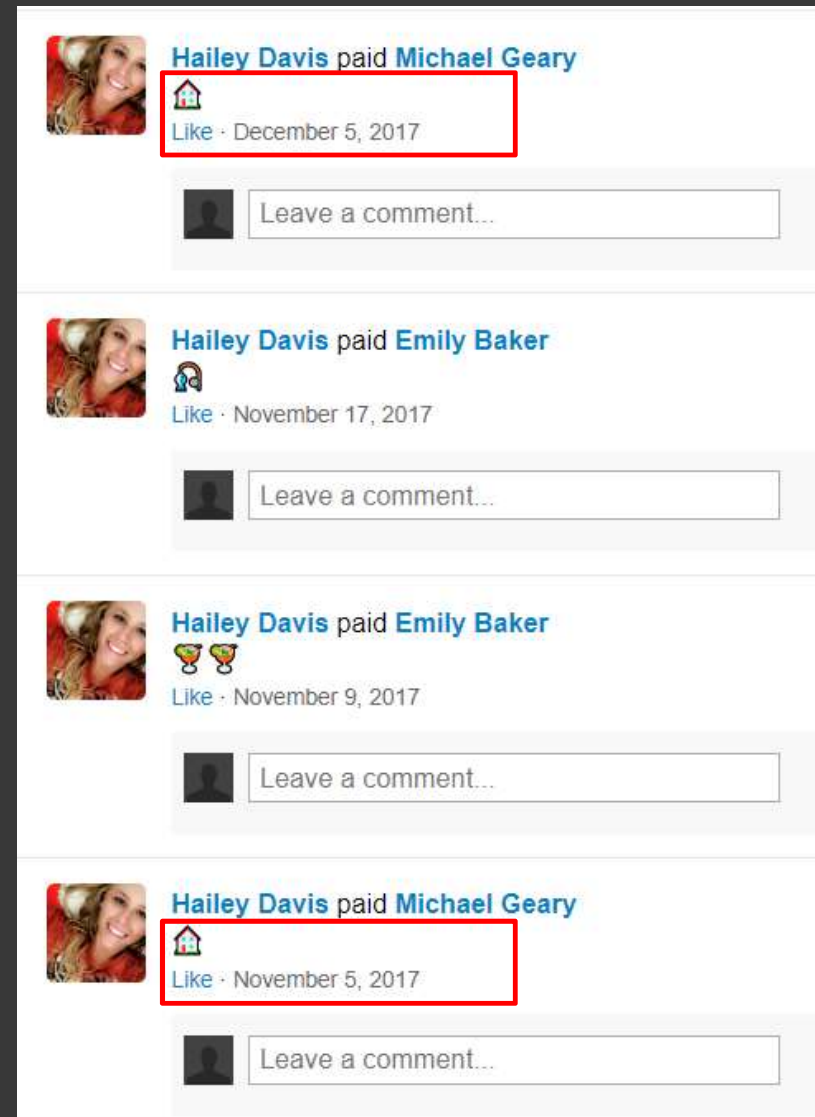 Hailey Davis paid Michael Geary
🏠
Like · December 5, 2017
Leave a comment...
Hailey Davis paid Emily Baker
Like · November 17, 2017
Leave a comment...
Hailey Davis paid Emily Baker
🍹🍹
Like · November 9, 2017
Leave a comment...
Hailey Davis paid Michael Geary
🏠
Like · November 5, 2017
Leave a comment...